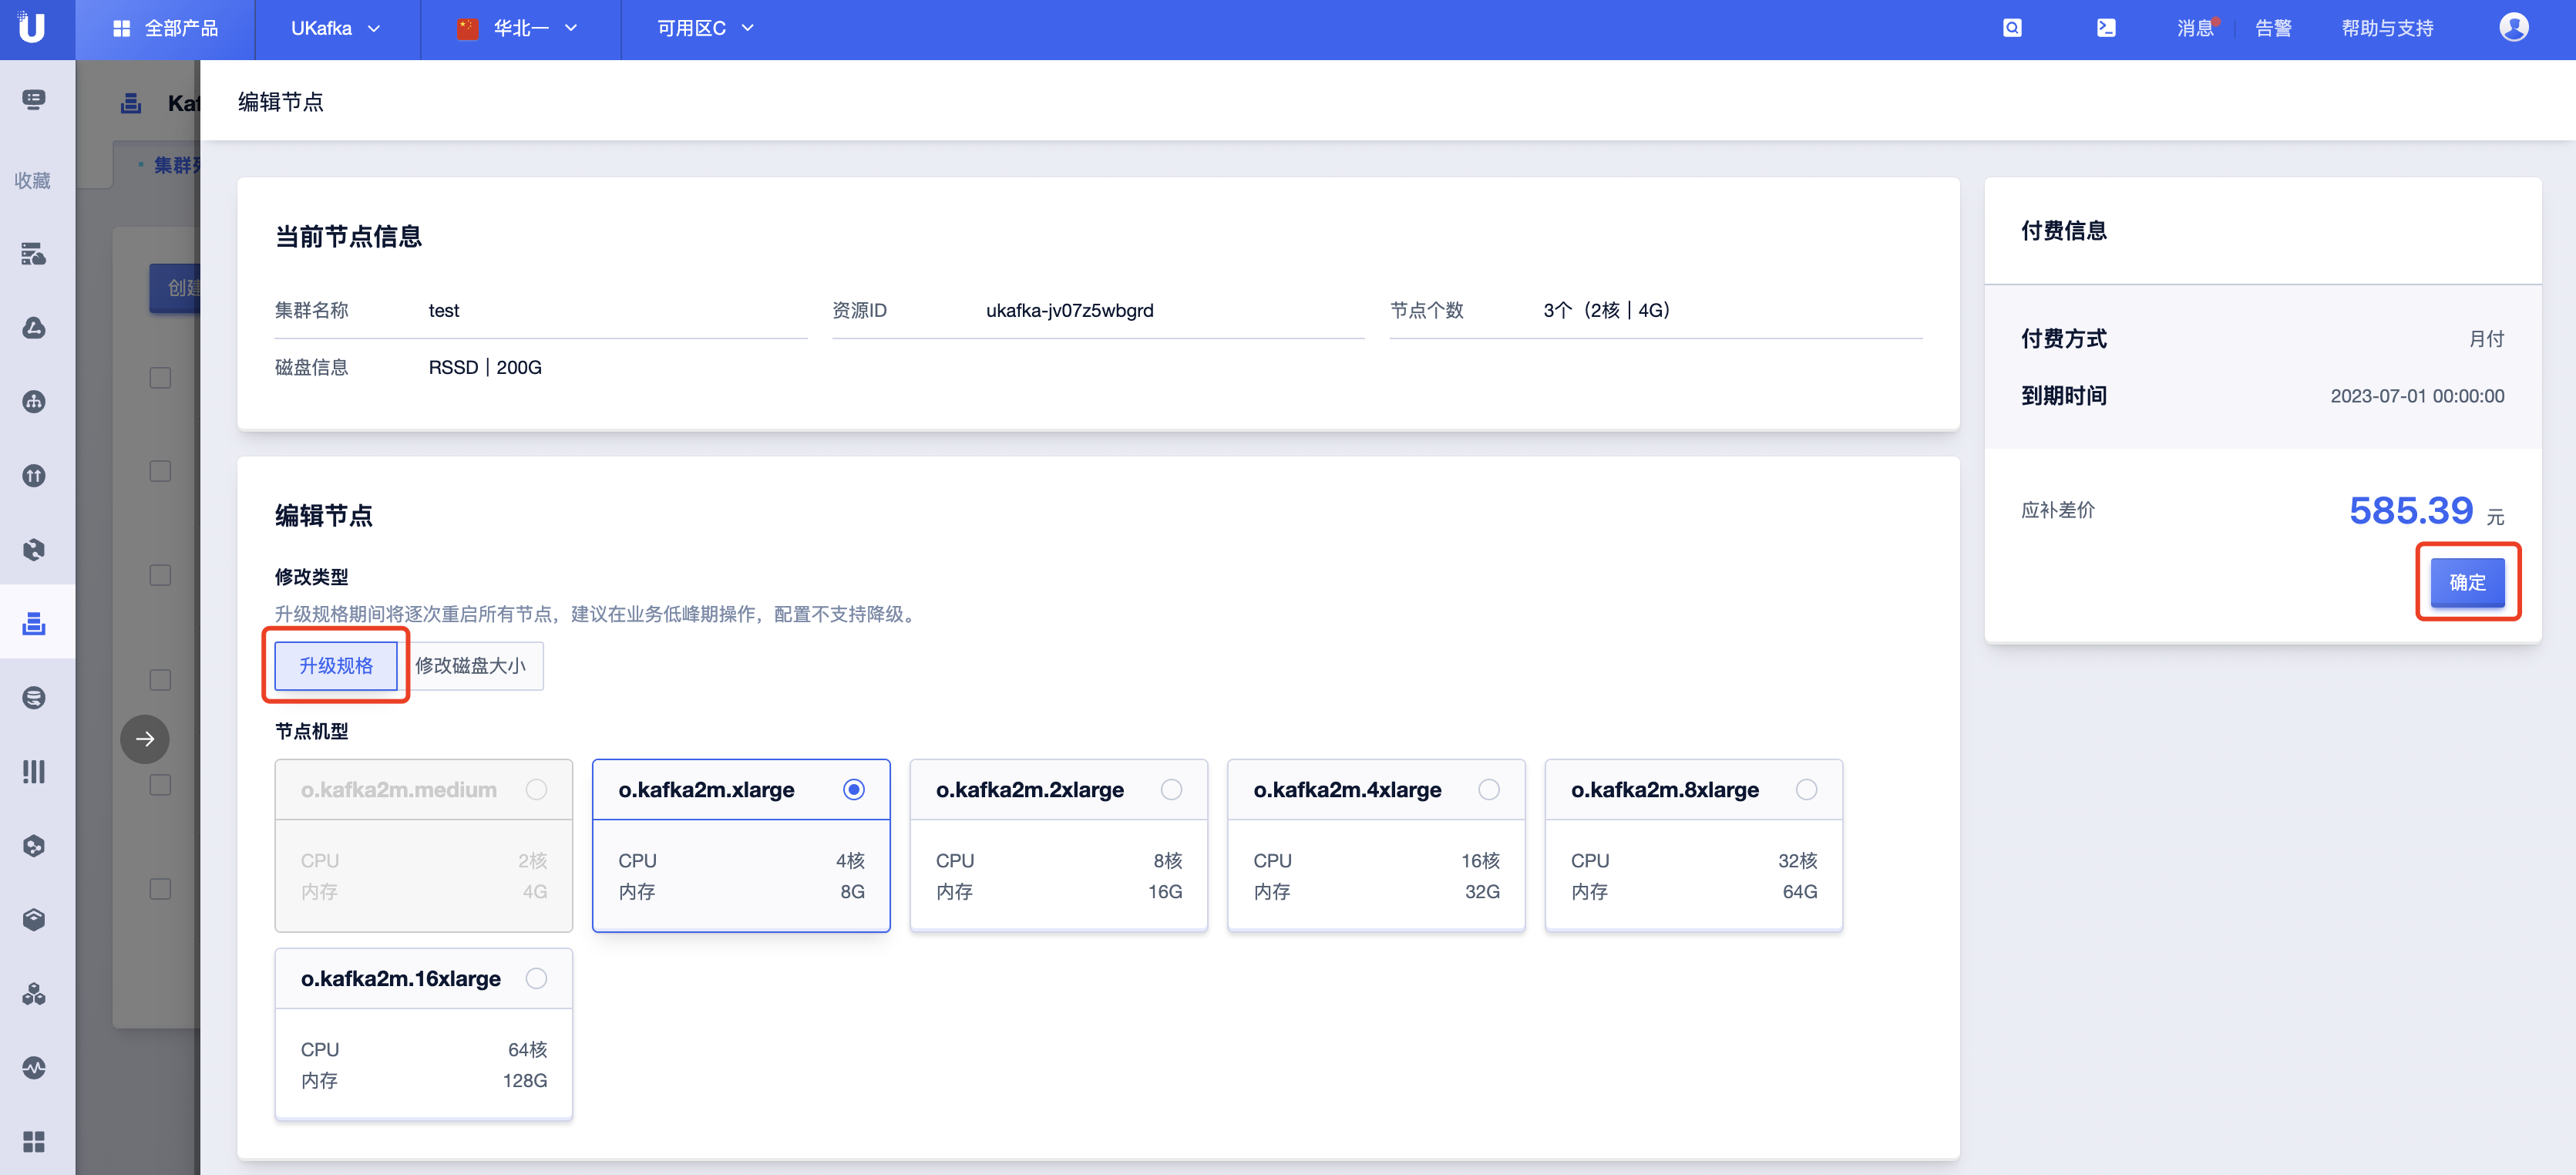 全部产品
UKafka
华北一
可用区C
消息
告警
帮助与支持
收藏
编辑节点
当前节点信息
集群名称 test
资源ID ukafka-jv07z5wbgrd
节点个数 3个（2核｜4G）
磁盘信息 RSSD｜200G
编辑节点
修改类型
升级规格期间将逐次重启所有节点，建议在业务低峰期操作，配置不支持降级。
升级规格
修改磁盘大小
节点机型
o.kafka2m.medium
CPU 2核
内存 4G
o.kafka2m.xlarge
CPU 4核
内存 8G
o.kafka2m.2xlarge
CPU 8核
内存 16G
o.kafka2m.4xlarge
CPU 16核
内存 32G
o.kafka2m.8xlarge
CPU 32核
内存 64G
o.kafka2m.16xlarge
CPU 64核
内存 128G
付费信息
付费方式 月付
到期时间 2023-07-01 00:00:00
应补差价 585.39 元
确定